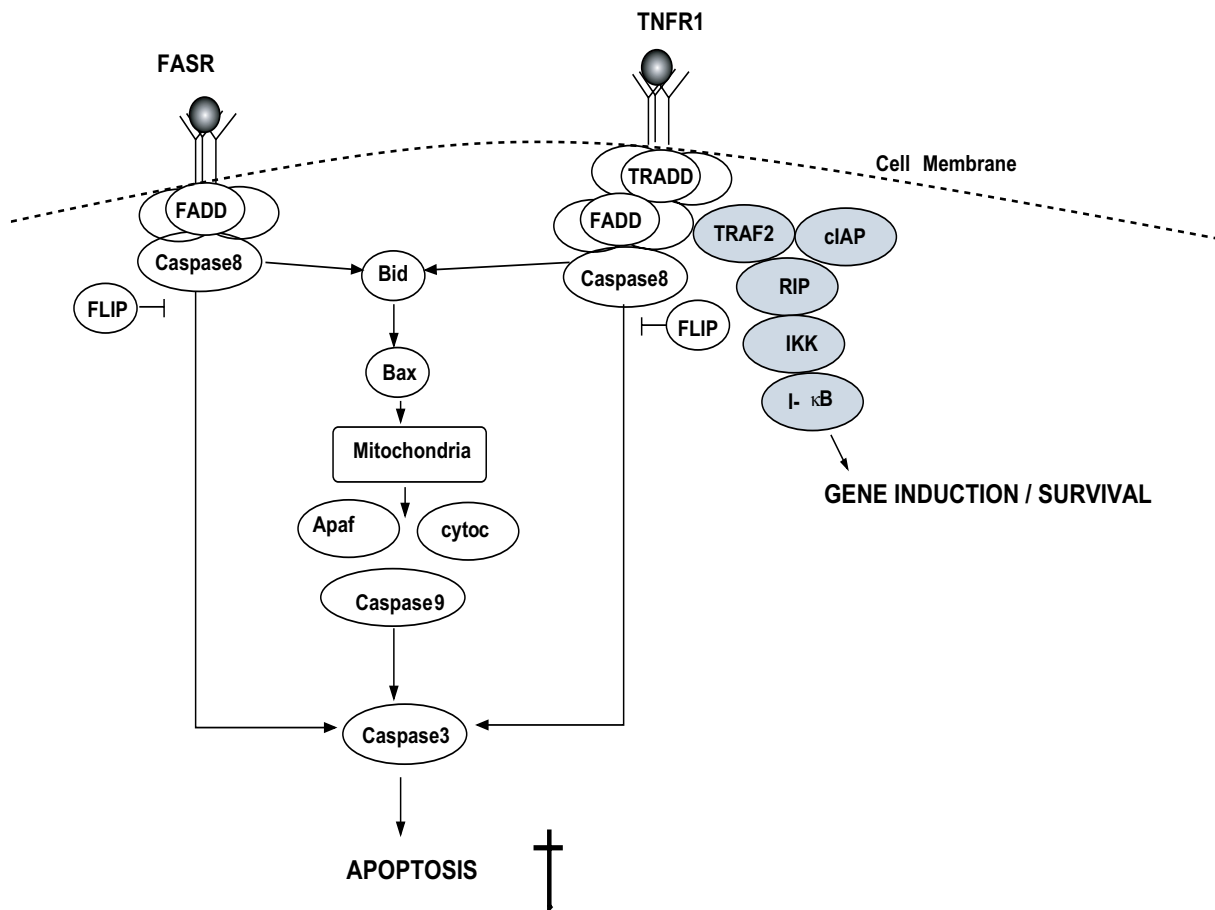 TNFR1
FASR
Cell Membrane
TRADD
FADD
FADD
TRAF2
cIAP
Caspase8
Bid
Caspase8
RIP
FLIP
FLIP
IKK
Bax
I- κB
Mitochondria
GENE INDUCTION / SURVIVAL
Apaf
cytoc
Caspase9
Caspase3
APOPTOSIS